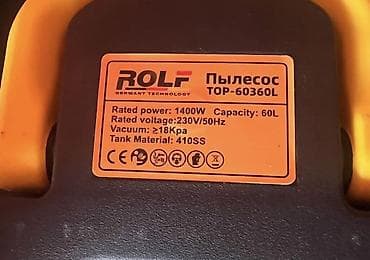 ROLF
GERMANY TECHNOLOGY
Пылесос
TOP-60360L
Rated power: 1400W Capacity: 60L
Rated voltage:230V/50Hz
Vacuum: ≥18Kpa
Tank Material: 410SS